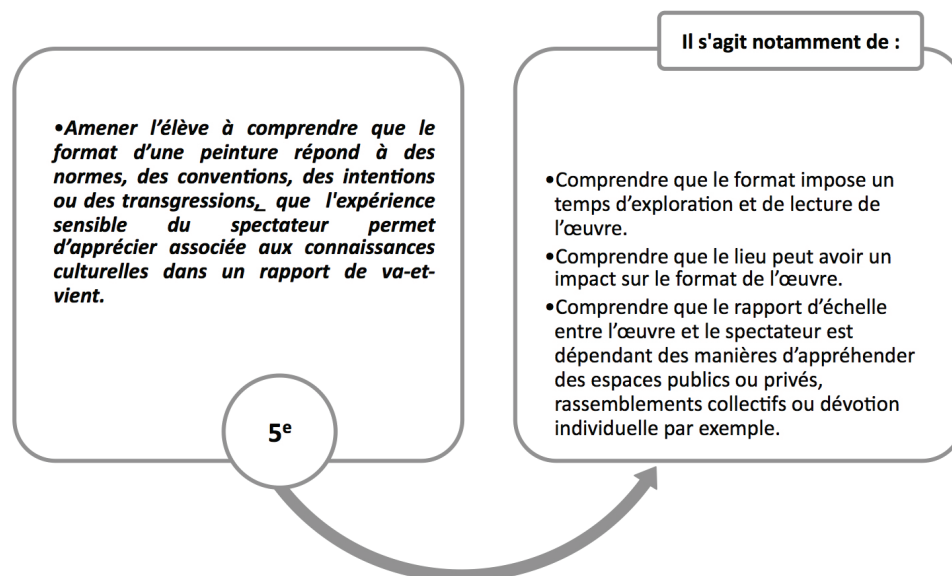 •Amener l'élève à comprendre que le
format d'une peinture répond à des
normes, des conventions, des intentions
ou des transgressions,_ que l'expérience
sensible du spectateur permet
d'apprécier associée aux connaissances
culturelles dans un rapport de va-et-
vient.
5e
Il s'agit notamment de :
•Comprendre que le format impose un
temps d'exploration et de lecture de
l'œuvre.
•Comprendre que le lieu peut avoir un
impact sur le format de l'œuvre.
•Comprendre que le rapport d'échelle
entre l'œuvre et le spectateur est
dépendant des manières d'appréhender
des espaces publics ou privés,
rassemblements collectifs ou dévotion
individuelle par exemple.